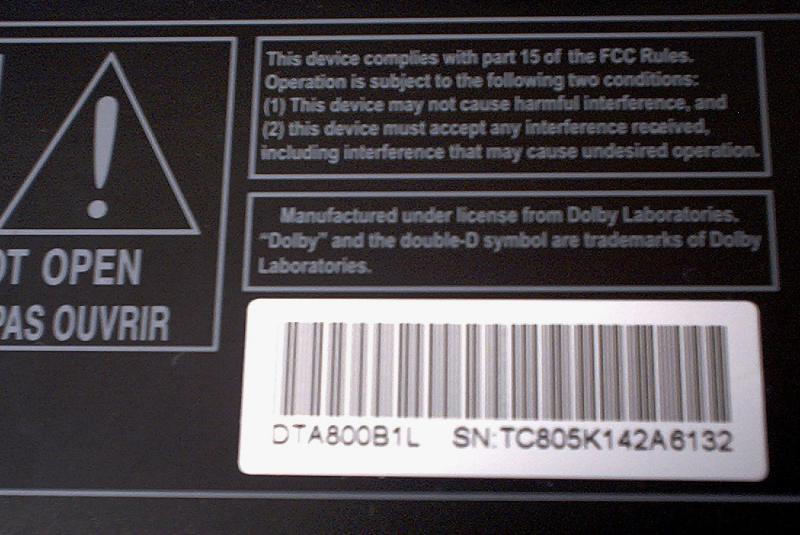 OT OPEN
PAS OUVRIR
This device complies with part 15 of the FCC Rules.
Operation is subject to the following two conditions:
(1) This device may not cause harmful interference, and
(2) this device must accept any interference received,
including interference that may cause undesired operation.
Manufactured under license from Dolby Laboratories.
“Dolby” and the double-D symbol are trademarks of Dolby
Laboratories.
DTA800B1L SN:TC805K142A6132